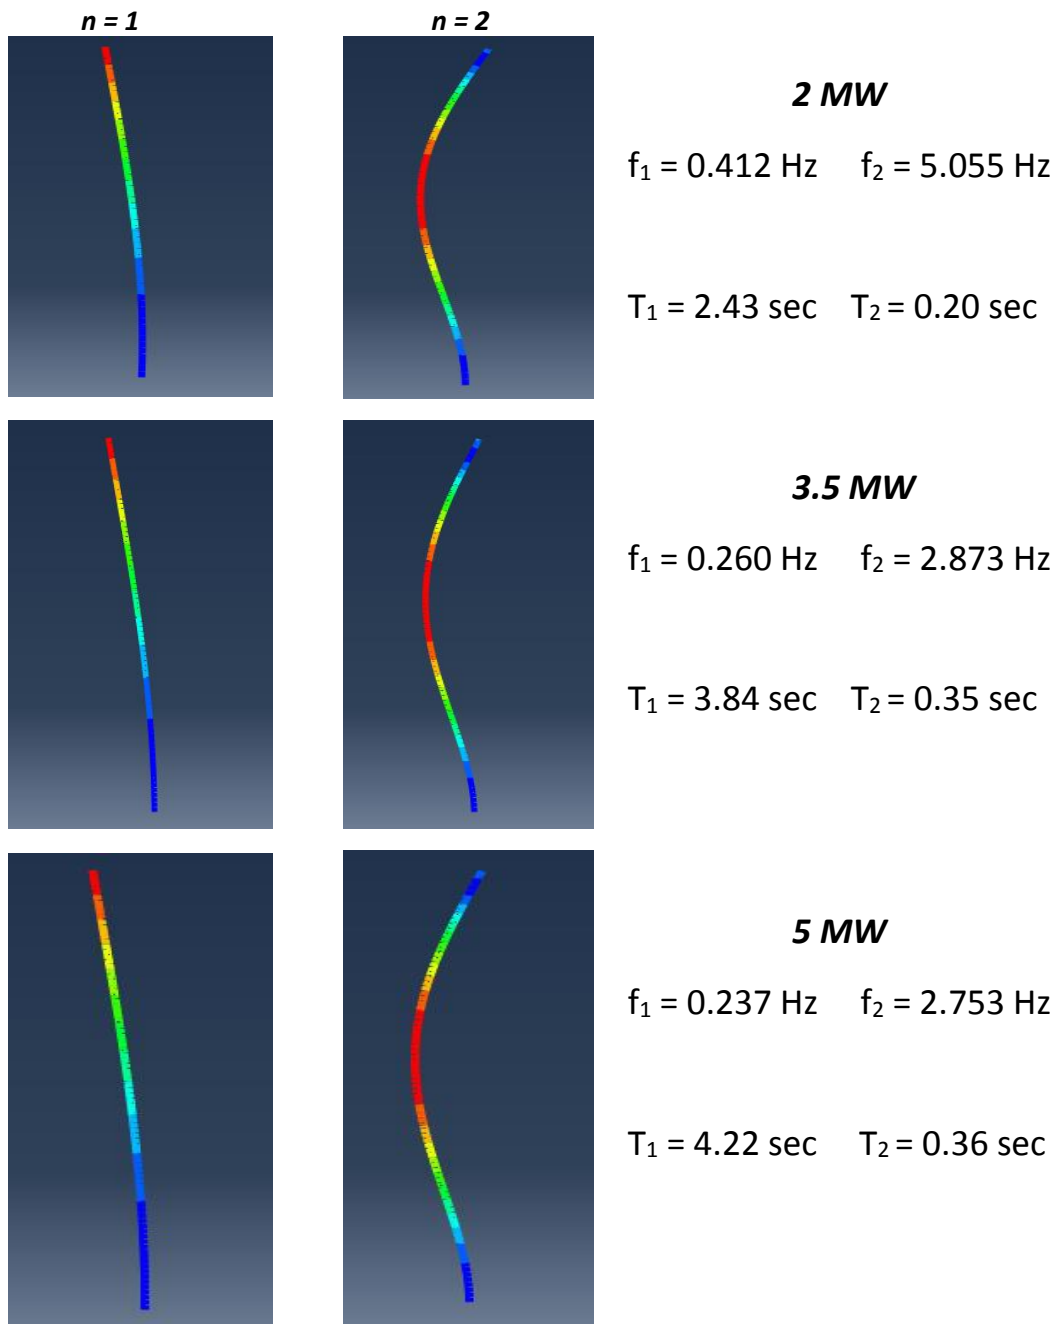 n = 1
n = 2
2 MW
f₁ = 0.412 Hz f₂ = 5.055 Hz
T₁ = 2.43 sec T₂ = 0.20 sec
3.5 MW
f₁ = 0.260 Hz f₂ = 2.873 Hz
T₁ = 3.84 sec T₂ = 0.35 sec
5 MW
f₁ = 0.237 Hz f₂ = 2.753 Hz
T₁ = 4.22 sec T₂ = 0.36 sec